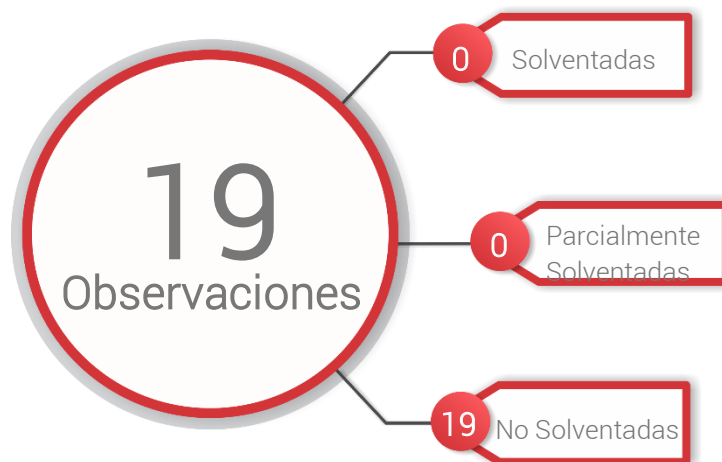 19
Observaciones
0
Solventadas
0
Parcialmente
Solventadas
19
No Solventadas